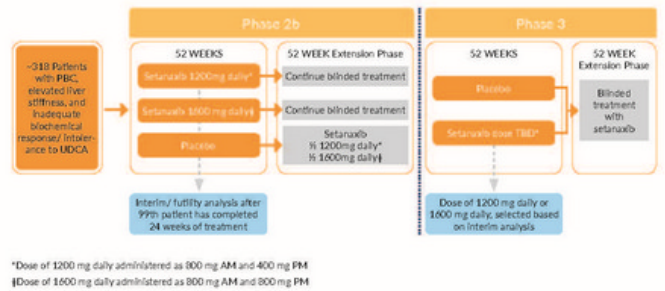 Phase 2b
Phase 3
~318 Patients
with PBC,
elevated liver
stiffness, and
inadequate
biochemical
response/ intoler-
ance to UDCA
52 WEEKS
Setanaxib 1200mg daily*
Setanaxib 1600 mg daily‡
Placebo
52 WEEK Extension Phase
Continue blinded treatment
Continue blinded treatment
Setanaxib
½ 1200mg daily*
½ 1600mg daily‡
Interim/ futility analysis after
99th patient has completed
24 weeks of treatment
52 WEEKS
Placebo
Setanaxib dose TBD*
52 WEEK
Extension Phase
Blinded
treatment
with
setanaxib
Dose of 1200 mg daily or
1600 mg daily, selected based
on interim analysis
*Dose of 1200 mg daily administered as 800 mg AM and 400 mg PM
‡Dose of 1600 mg daily administered as 800 mg AM and 800 mg PM